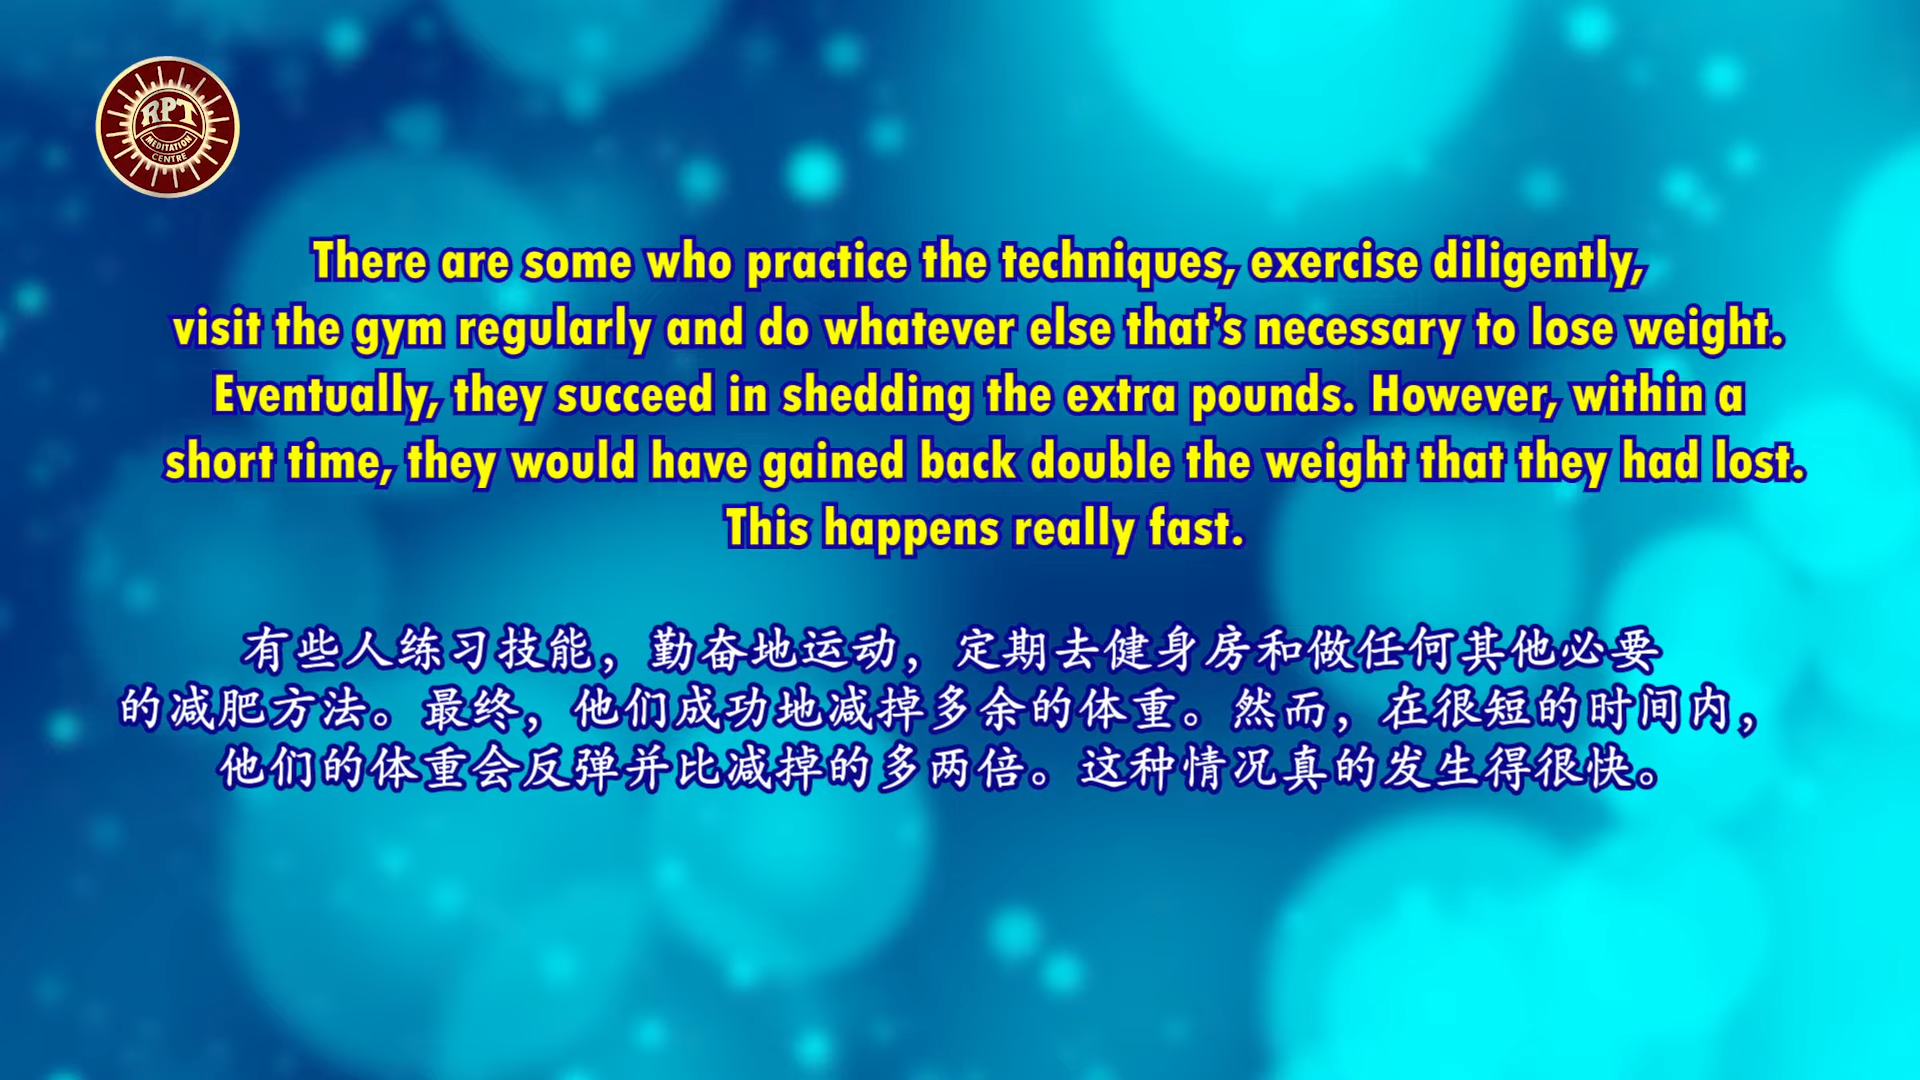 RPT
MEDITATION
CENTRE
There are some who practice the techniques, exercise diligently,
visit the gym regularly and do whatever else that’s necessary to lose weight.
Eventually, they succeed in shedding the extra pounds. However, within a
short time, they would have gained back double the weight that they had lost.
This happens really fast.
有些人练习技能，勤奋地运动，定期去健身房和做任何其他必要
的减肥方法。最终，他们成功地减掉多余的体重。然而，在很短的时间内，
他们的体重会反弹并比减掉的多两倍。这种情况真的发生得很快。